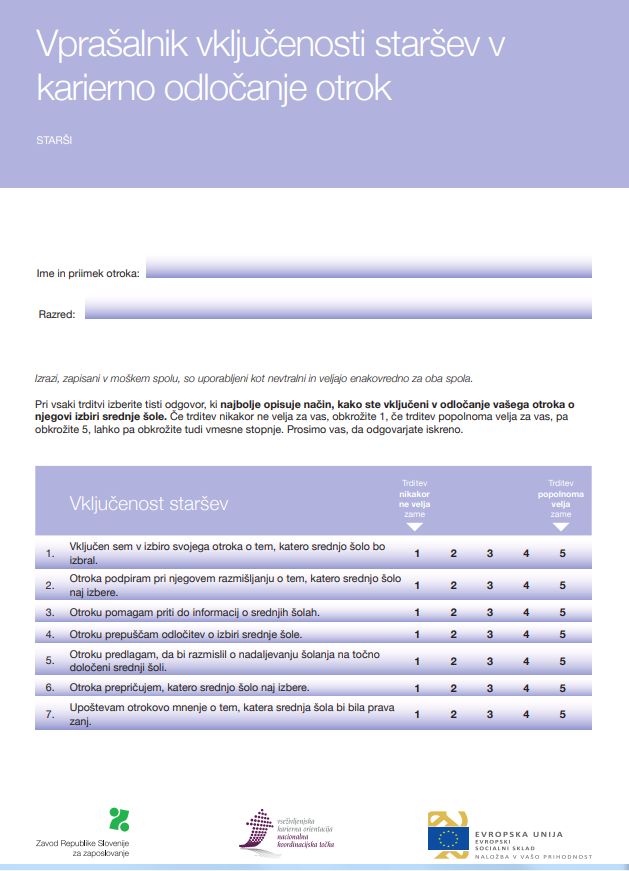 Vprašalnik vključenosti staršev v
karierno odločanje otrok
STARŠI
Ime in priimek otroka:
Razred:
Izrazi, zapisani v moškem spolu, so uporabljeni kot nevtralni in veljajo enakovredno za oba spola.
Pri vsaki trditvi izberite tisti odgovor, ki najbolje opisuje način, kako ste vključeni v odločanje vašega otroka o
njegovi izbiri srednje šole. Če trditev nikakor ne velja za vas, obkrožite 1, če trditev popolnoma velja za vas, pa
obkrožite 5, lahko pa obkrožite tudi vmesne stopnje. Prosimo vas, da odgovarjate iskreno.
Vključenost staršev
Trditev
nikakor
ne velja
zame
Trditev
popolnoma
velja
zame
1. Vključen sem v izbiro svojega otroka o tem, katero srednjo šolo bo
izbral. 1 2 3 4 5
2. Otroka podpiram pri njegovem razmišljanju o tem, katero srednjo šolo
naj izbere. 1 2 3 4 5
3. Otroku pomagam priti do informacij o srednjih šolah. 1 2 3 4 5
4. Otroku prepuščam odločitev o izbiri srednje šole. 1 2 3 4 5
5. Otroku predlagam, da bi razmislil o nadaljevanju šolanja na točno
določeni srednji šoli. 1 2 3 4 5
6. Otroka prepričujem, katero srednjo šolo naj izbere. 1 2 3 4 5
7. Upoštevam otrokovo mnenje o tem, katera srednja šola bi bila prava
zanj. 1 2 3 4 5
Zavod Republike Slovenije
za zaposlovanje
vseživljenjska
karierna orientacija
nacionalna
koordinacijska točka
EVROPSKA UNIJA
EVROPSKI
SOCIALNI SKLAD
NALOŽBA V VAŠO PRIHODNOST